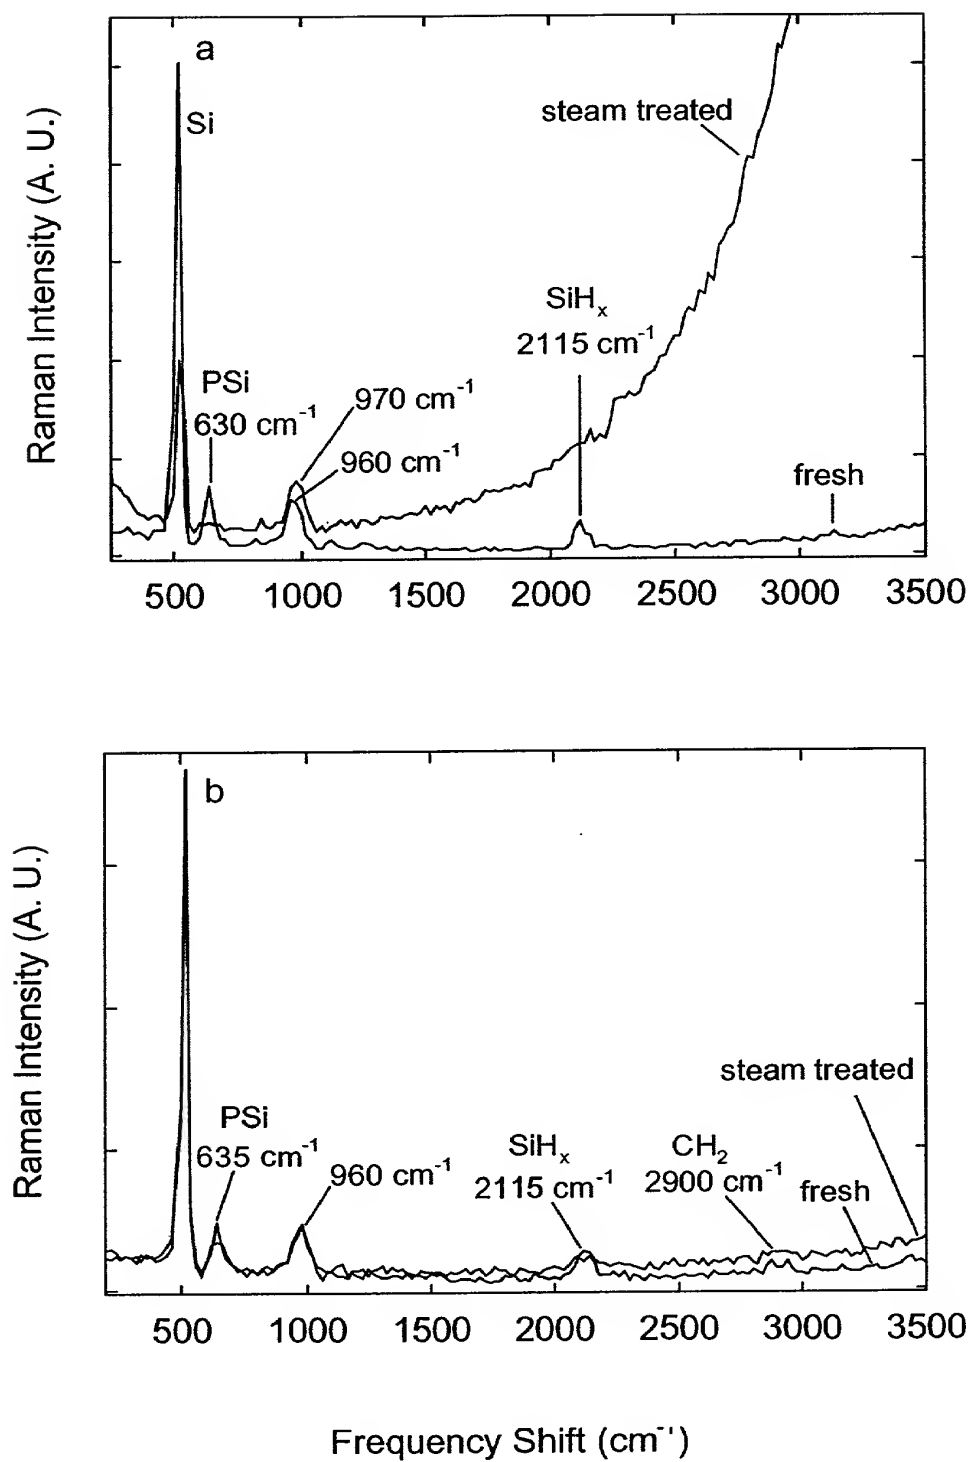 a
Si
steam treated
SiHₓ
2115 cm⁻¹
PSi
630 cm⁻¹
970 cm⁻¹
960 cm⁻¹
fresh
Raman Intensity (A. U.)
500 1000 1500 2000 2500 3000 3500
b
steam treated
PSi
635 cm⁻¹
960 cm⁻¹
SiHₓ
2115 cm⁻¹
CH₂
2900 cm⁻¹
fresh
Raman Intensity (A. U.)
500 1000 1500 2000 2500 3000 3500
Frequency Shift (cm⁻¹)